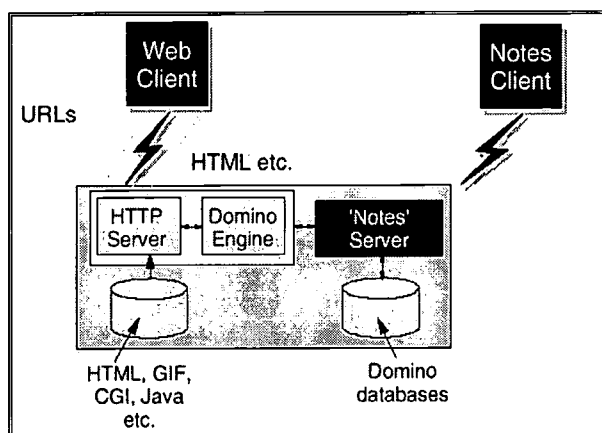 Web
Client
Notes
Client
URLs
HTML etc.
HTTP
Server
Domino
Engine
'Notes'
Server
HTML, GIF,
CGI, Java
etc.
Domino
databases